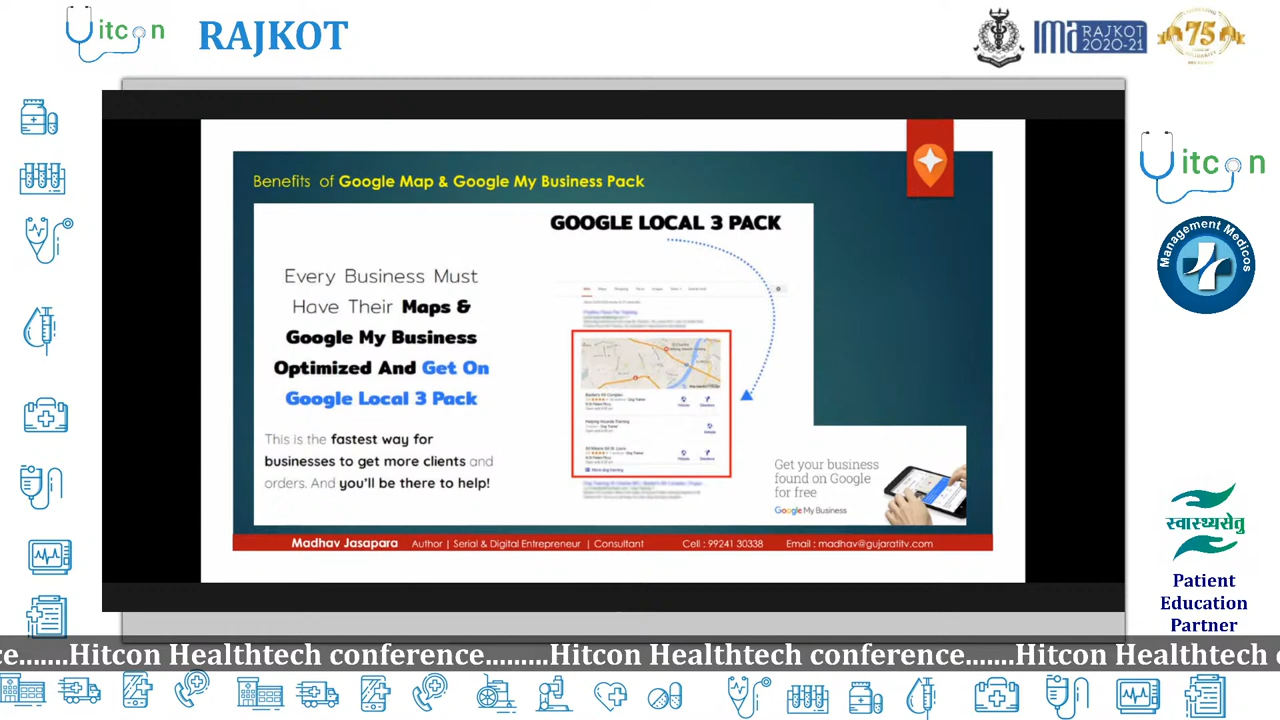 itcon
RAJKOT
IMA RAJKOT
2020-21
75
Management Medicos
itcon
स्वास्थ्यसेतु
Patient
Education
Partner
Benefits of Google Map & Google My Business Pack
GOOGLE LOCAL 3 PACK
Every Business Must
Have Their Maps &
Google My Business
Optimized And Get On
Google Local 3 Pack
This is the fastest way for
businesses to get more clients and
orders. And you'll be there to help!
Get your business
found on Google
for free
Google My Business
Madhav Jasapara Author | Serial & Digital Entrepreneur | Consultant Cell : 99241 30338 Email : madhav@gujaratitv.com
ce.......Hitcon Healthtech conference.........Hitcon Healthtech conference.......Hitcon Healthtech c